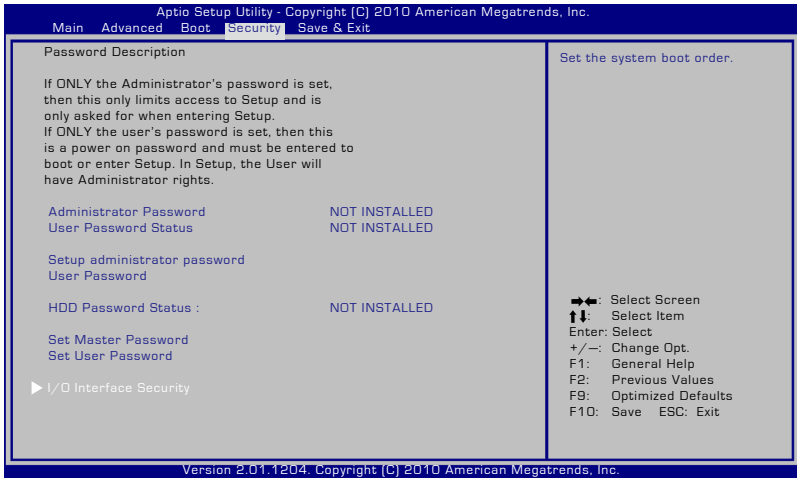 Aptio Setup Utility - Copyright (C) 2010 American Megatrends, Inc.
Main Advanced Boot Security Save & Exit
Password Description
If ONLY the Administrator's password is set,
then this only limits access to Setup and is
only asked for when entering Setup.
If ONLY the user's password is set, then this
is a power on password and must be entered to
boot or enter Setup. In Setup, the User will
have Administrator rights.
Administrator Password NOT INSTALLED
User Password Status NOT INSTALLED
Setup administrator password
User Password
HDD Password Status : NOT INSTALLED
Set Master Password
Set User Password
I/O Interface Security
Set the system boot order.
→←: Select Screen
↑↓: Select Item
Enter: Select
+/—: Change Opt.
F1: General Help
F2: Previous Values
F9: Optimized Defaults
F10: Save ESC: Exit
Version 2.01.1204. Copyright (C) 2010 American Megatrends, Inc.